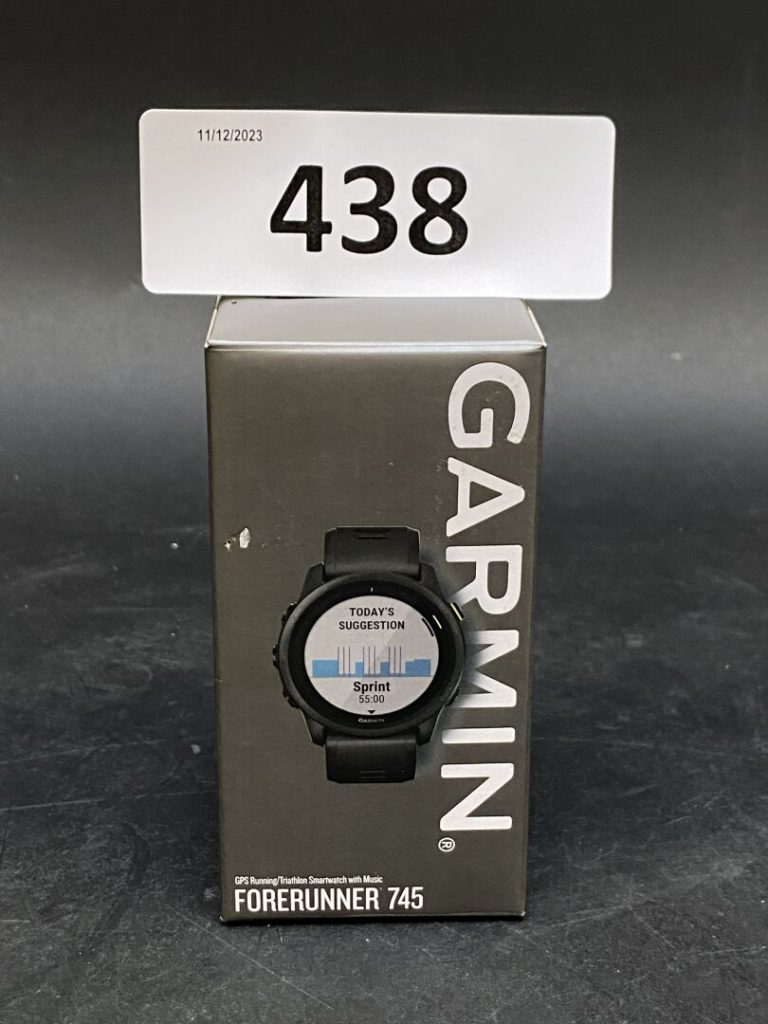 11/12/2023
438
GARMIN®
TODAY'S
SUGGESTION
Sprint
55:00
GARMIN
GPS Running/Triathlon Smartwatch with Music
FORERUNNER® 745